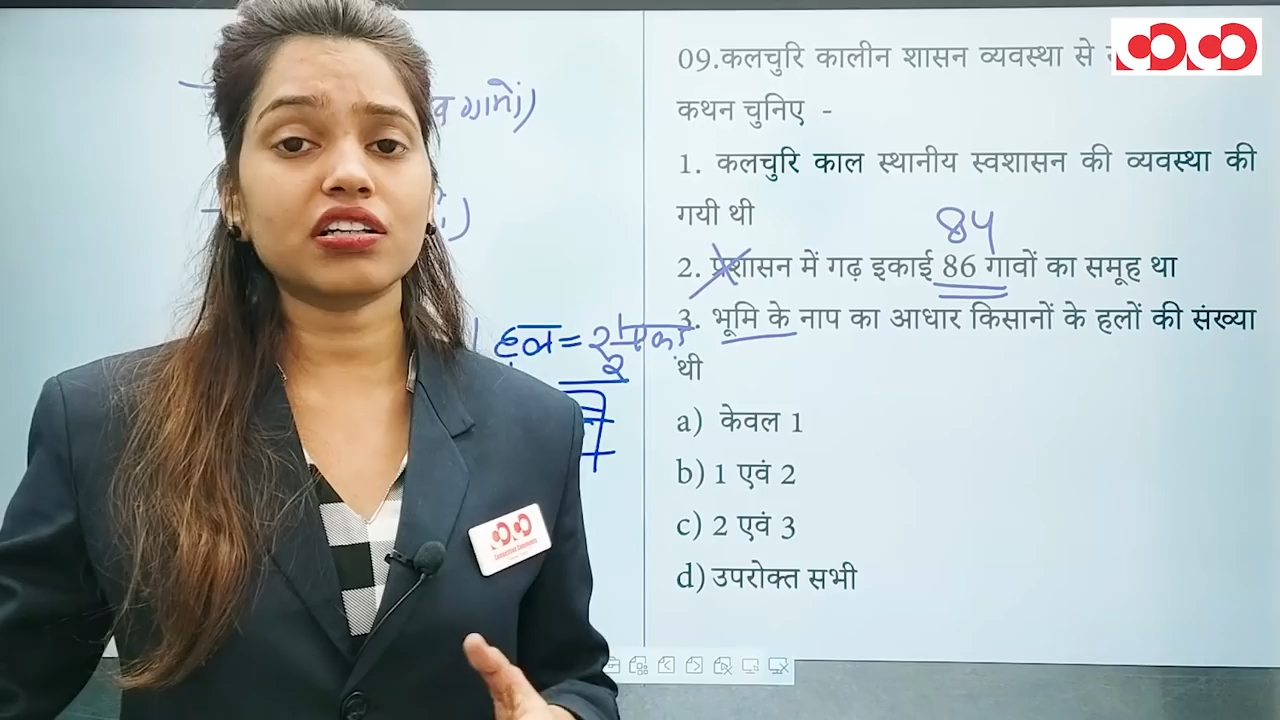 09.कलचुरि कालीन शासन व्यवस्था से
कथन चुनिए -
1. कलचुरि काल स्थानीय स्वशासन की व्यवस्था की
गयी थी
84
2. प्रशासन में गढ़ इकाई 86 गावों का समूह था
3. भूमि के नाप का आधार किसानों के हलों की संख्या
थी
a) केवल 1
b) 1 एवं 2
c) 2 एवं 3
d) उपरोक्त सभी
हल =